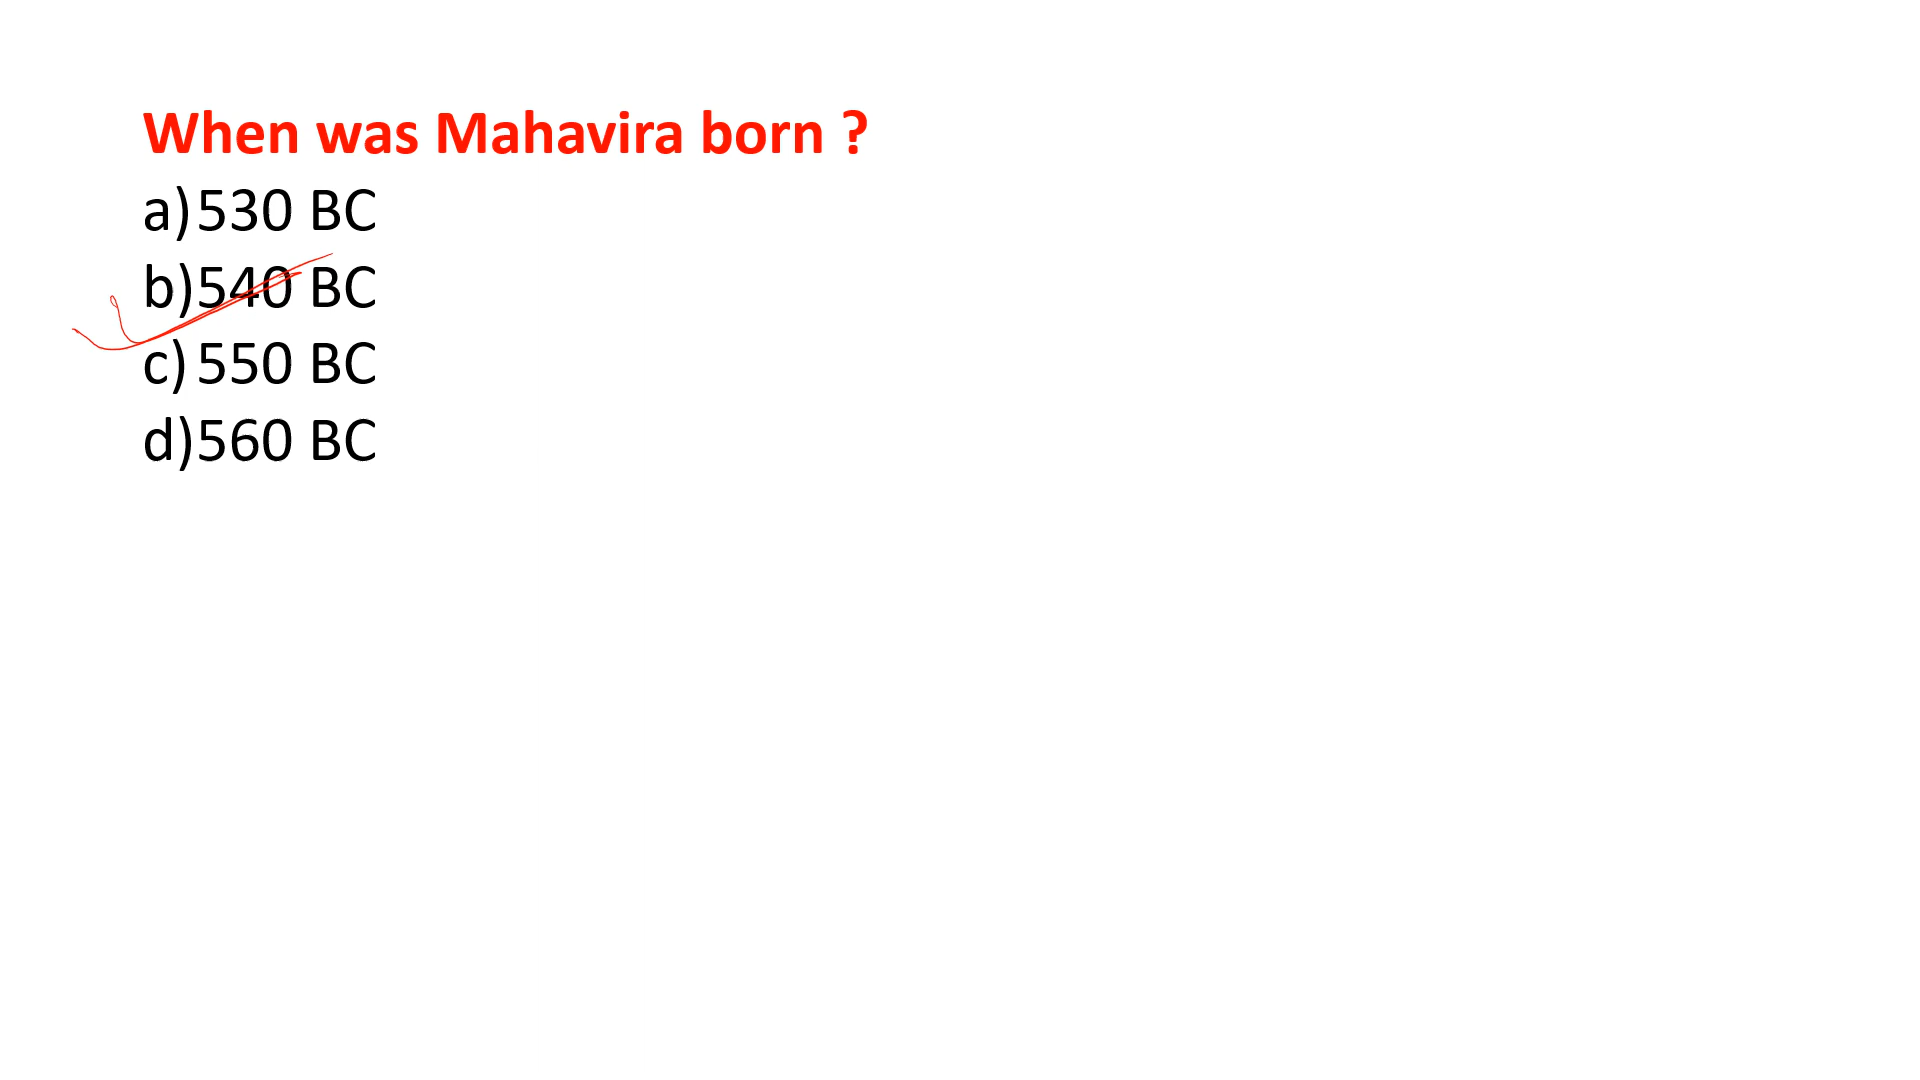 When was Mahavira born ?
a) 530 BC
b) 540 BC
c) 550 BC
d) 560 BC